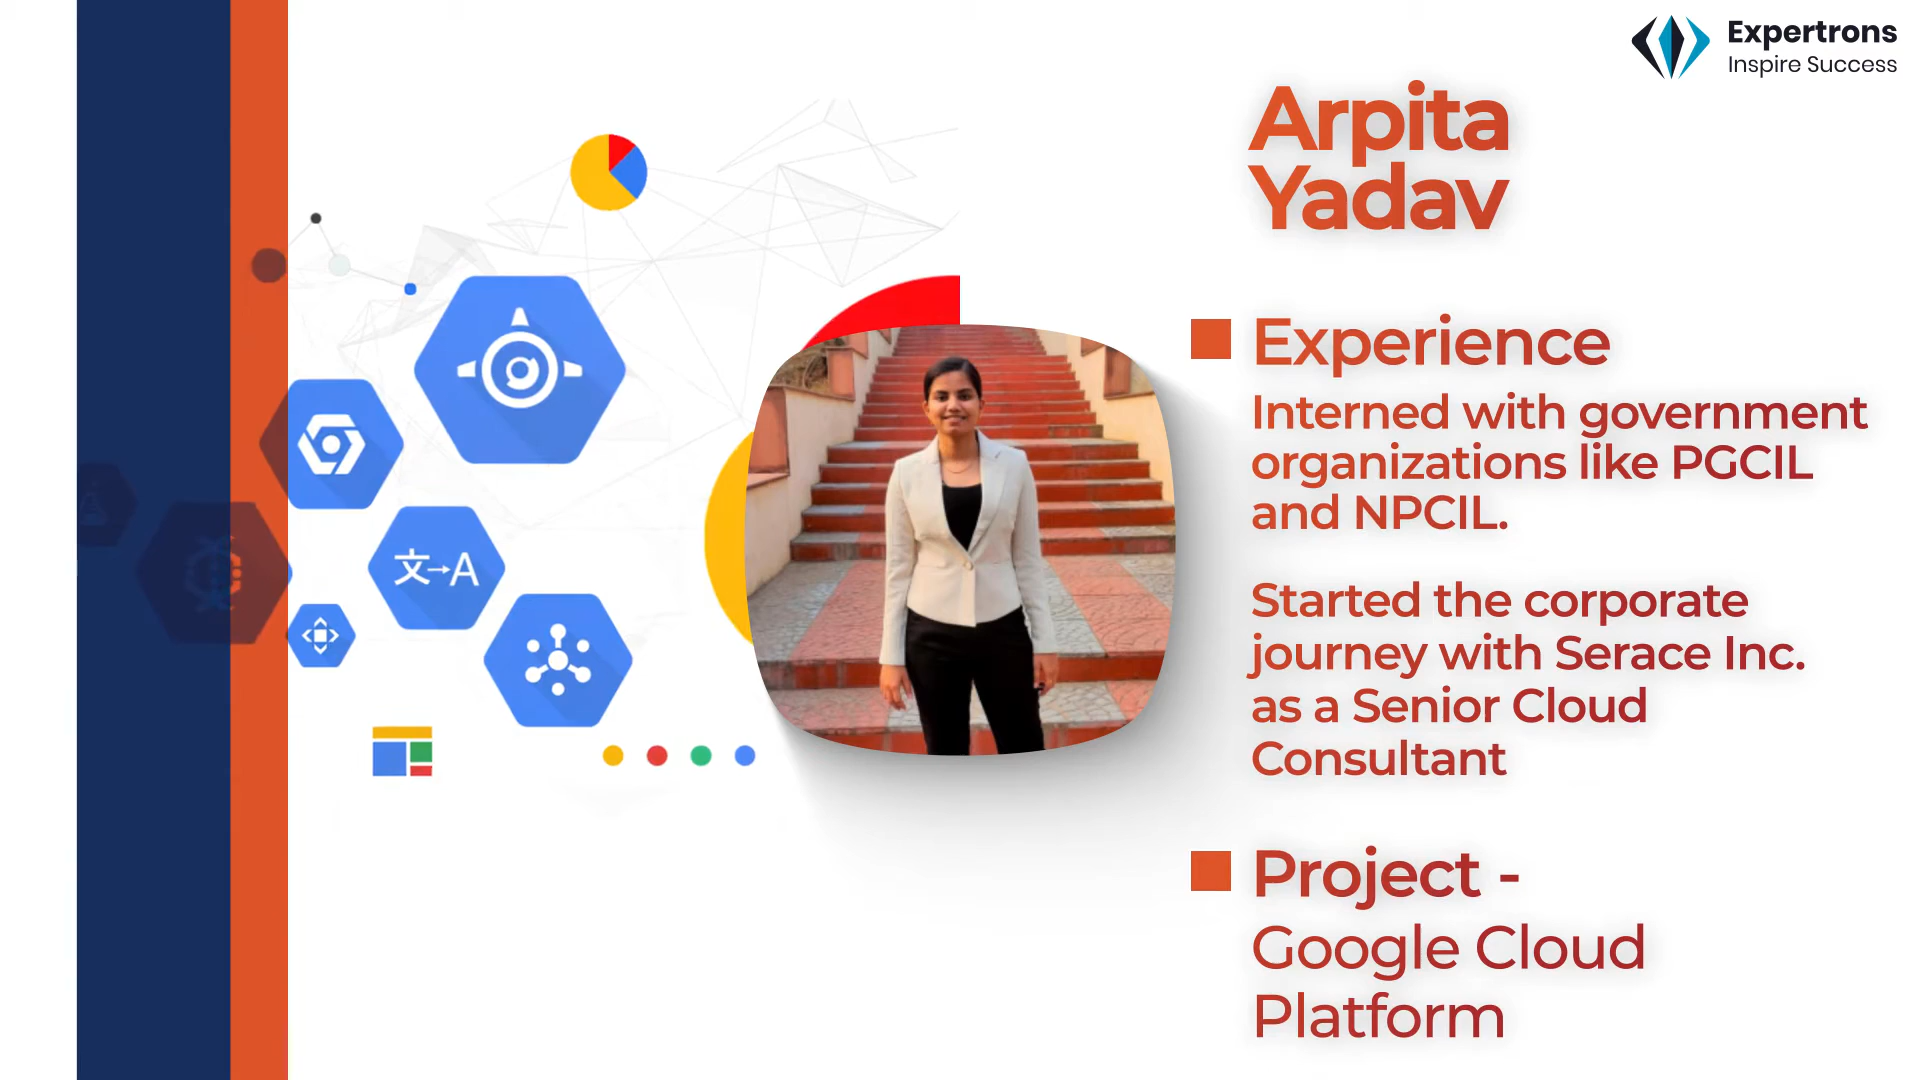 Expertrons
Inspire Success
Arpita
Yadav
Experience
Interned with government
organizations like PGCIL
and NPCIL.
Started the corporate
journey with Serace Inc.
as a Senior Cloud
Consultant
Project -
Google Cloud
Platform
文→A